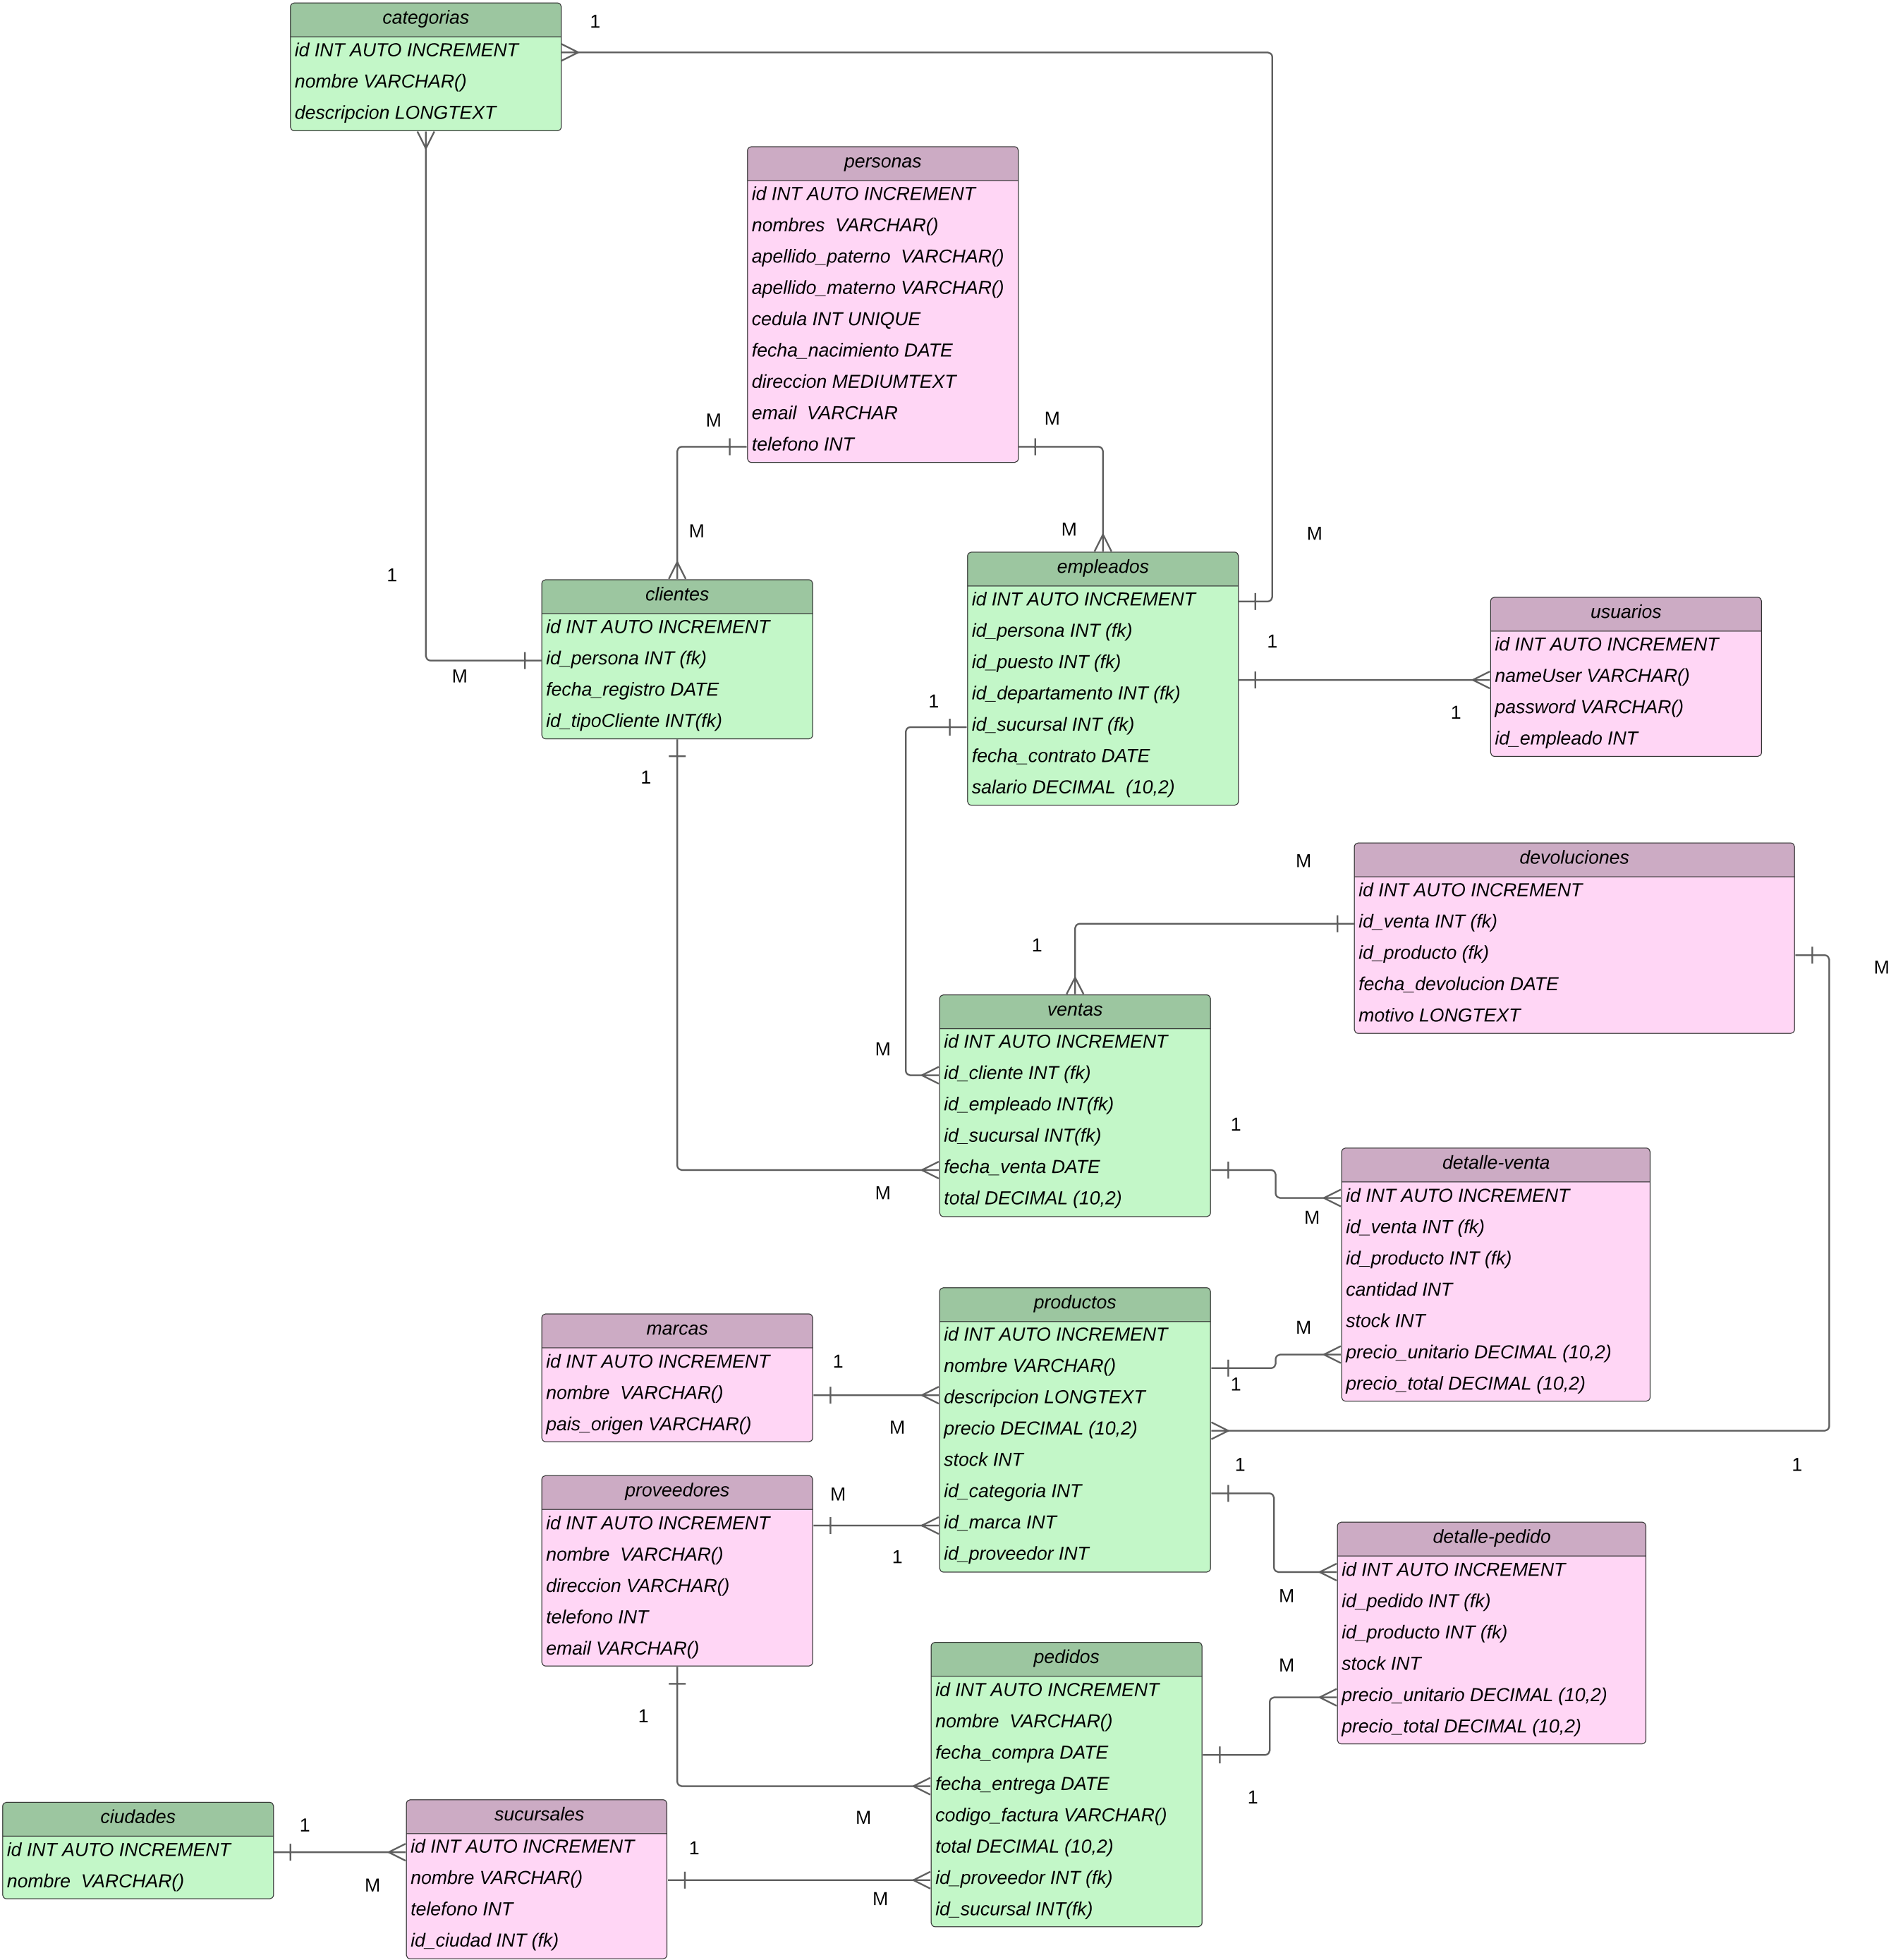 categorias
id INT AUTO INCREMENT
nombre VARCHAR()
descripcion LONGTEXT
1
personas
id INT AUTO INCREMENT
nombres  VARCHAR()
apellido_paterno  VARCHAR()
apellido_materno VARCHAR()
cedula INT UNIQUE
fecha_nacimiento DATE
direccion MEDIUMTEXT
email  VARCHAR
telefono INT
M
M
M
M
M
1
M
clientes
id INT AUTO INCREMENT
id_persona INT (fk)
fecha_registro DATE
id_tipoCliente INT(fk)
1
empleados
id INT AUTO INCREMENT
id_persona INT (fk)
id_puesto INT (fk)
id_departamento INT (fk)
id_sucursal INT (fk)
fecha_contrato DATE
salario DECIMAL  (10,2)
1
1
1
usuarios
id INT AUTO INCREMENT
nameUser VARCHAR()
password VARCHAR()
id_empleado INT
M
1
devoluciones
id INT AUTO INCREMENT
id_venta INT (fk)
id_producto (fk)
fecha_devolucion DATE
motivo LONGTEXT
M
M
M
ventas
id INT AUTO INCREMENT
id_cliente INT (fk)
id_empleado INT(fk)
id_sucursal INT(fk)
fecha_venta DATE
total DECIMAL (10,2)
1
M
detalle-venta
id INT AUTO INCREMENT
id_venta INT (fk)
id_producto INT (fk)
cantidad INT
stock INT
precio_unitario DECIMAL (10,2)
precio_total DECIMAL (10,2)
marcas
id INT AUTO INCREMENT
nombre  VARCHAR()
pais_origen VARCHAR()
1
M
productos
id INT AUTO INCREMENT
nombre VARCHAR()
descripcion LONGTEXT
precio DECIMAL (10,2)
stock INT
id_categoria INT
id_marca INT
id_proveedor INT
M
1
1
1
proveedores
id INT AUTO INCREMENT
nombre  VARCHAR()
direccion VARCHAR()
telefono INT
email VARCHAR()
M
1
detalle-pedido
id INT AUTO INCREMENT
id_pedido INT (fk)
id_producto INT (fk)
stock INT
precio_unitario DECIMAL (10,2)
precio_total DECIMAL (10,2)
M
M
1
1
M
pedidos
id INT AUTO INCREMENT
nombre  VARCHAR()
fecha_compra DATE
fecha_entrega DATE
codigo_factura VARCHAR()
total DECIMAL (10,2)
id_proveedor INT (fk)
id_sucursal INT(fk)
ciudades
id INT AUTO INCREMENT
nombre  VARCHAR()
1
M
sucursales
id INT AUTO INCREMENT
nombre VARCHAR()
telefono INT
id_ciudad INT (fk)
1
M